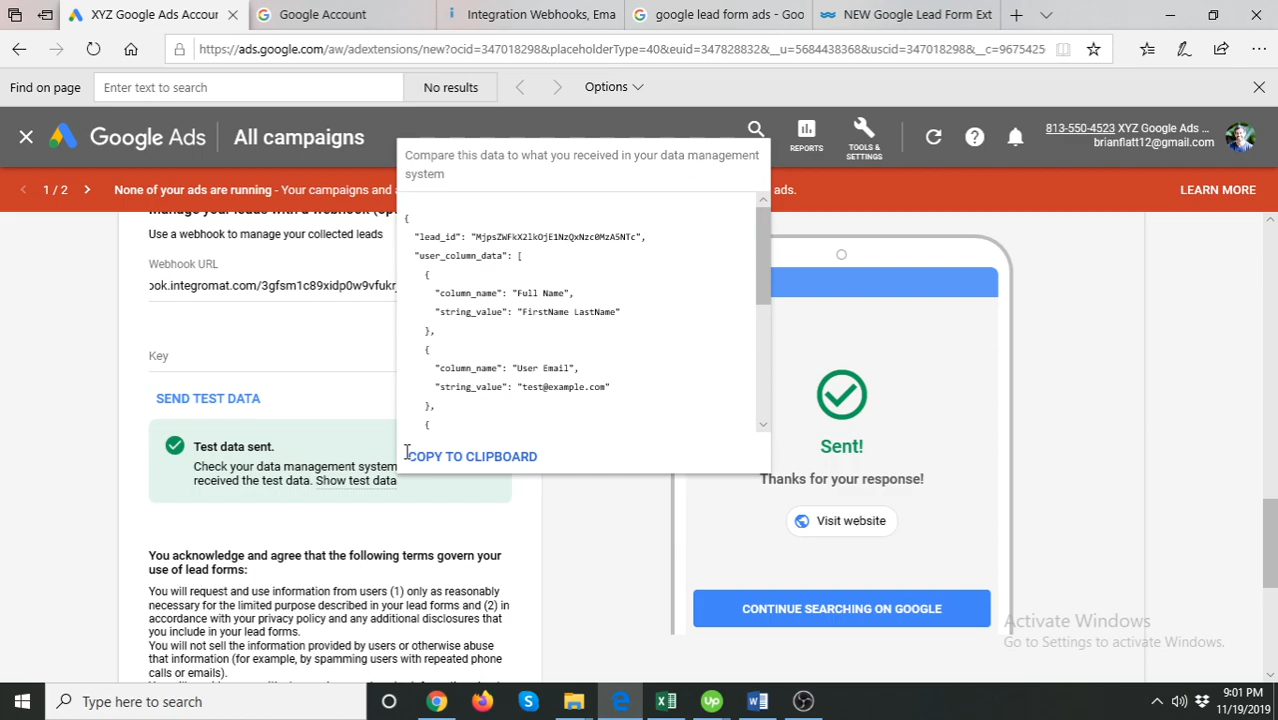 XYZ Google Ads Accour
Google Account
Integration Webhooks, Ema
google lead form ads - Goo
NEW Google Lead Form Ext
https://ads.google.com/aw/adextensions/new?ocid=347018298&placeholderType=40&euid=347828832&__u=5684438368&uscid=347018298&__c=9675425
Find on page
Enter text to search
No results
Options
Google Ads
All campaigns
REPORTS
TOOLS &
SETTINGS
813-550-4523 XYZ Google Ads ...
brianflatt12@gmail.com
1 / 2
None of your ads are running - Your campaigns and a
ads.
LEARN MORE
Compare this data to what you received in your data management
system
{
"lead_id": "MjpsZWFkX2lkOjE1NzQxNzc0MzA5NTc",
"user_column_data": [
{
"column_name": "Full Name",
"string_value": "FirstName LastName"
},
{
"column_name": "User Email",
"string_value": "test@example.com"
},
{
COPY TO CLIPBOARD
Manage your leads with a webhook (op
Use a webhook to manage your collected leads
Webhook URL
ook.integromat.com/3gfsm1c89xidp0w9vfukr
Key
SEND TEST DATA
Test data sent.
Check your data management system
received the test data. Show test data
You acknowledge and agree that the following terms govern your
use of lead forms:
You will request and use information from users (1) only as reasonably
necessary for the limited purpose described in your lead forms and (2) in
accordance with your privacy policy and any additional disclosures that
you include in your lead forms.
You will not sell the information provided by users or otherwise abuse
that information (for example, by spamming users with repeated phone
calls or emails).
Sent!
Thanks for your response!
Visit website
CONTINUE SEARCHING ON GOOGLE
Activate Windows
Go to Settings to activate Windows.
Type here to search
9:01 PM
11/19/2019